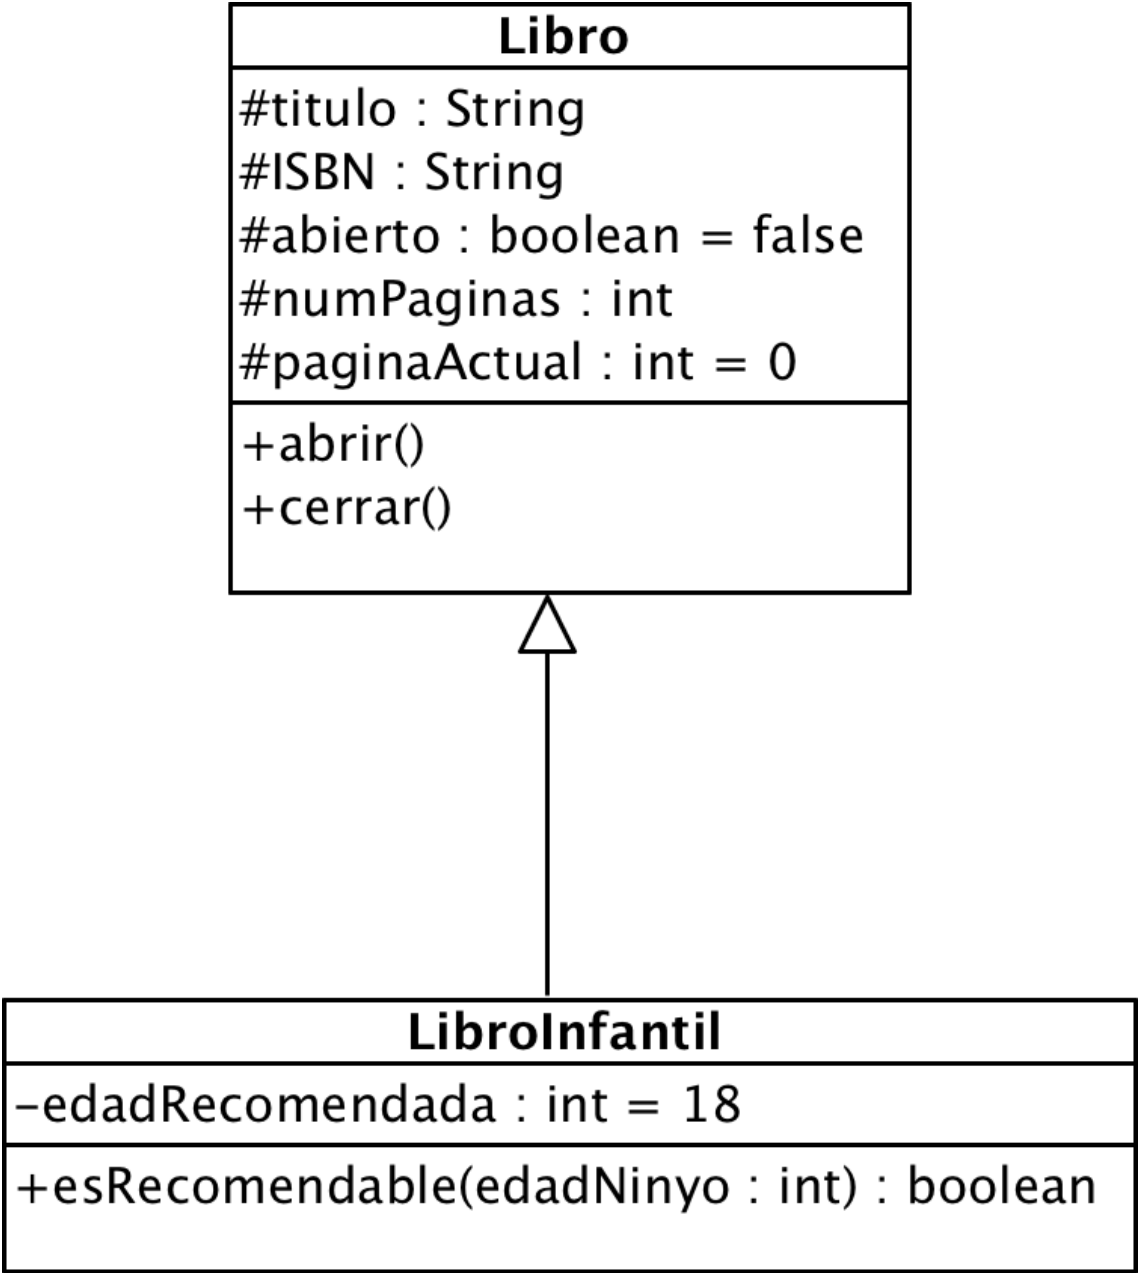 Libro
#titulo : String
#ISBN : String
#abierto : boolean = false
#numPaginas : int
#paginaActual : int = 0
+abrir()
+cerrar()
LibroInfantil
-edadRecomendada : int = 18
+esRecomendable(edadNinyo : int) : boolean